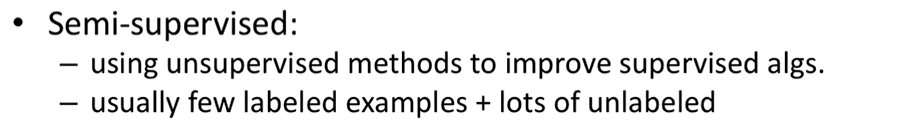 • Semi-supervised:
– using unsupervised methods to improve supervised algs.
– usually few labeled examples + lots of unlabeled